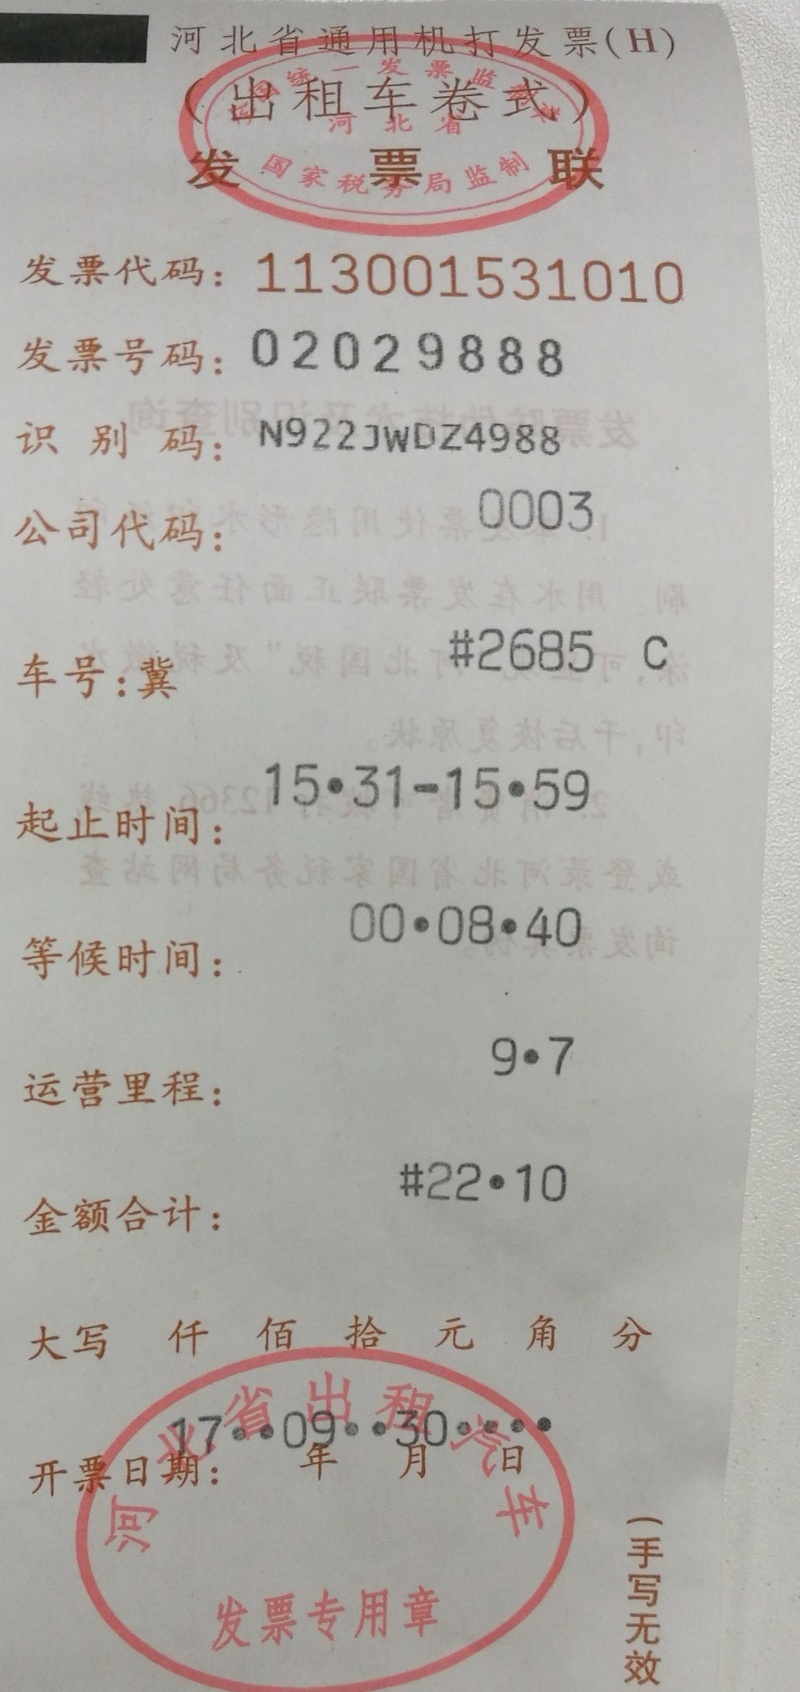 河北省通用机打发票(H)
(出租车卷式)
统一发票监制
河北省
国家税务局监制
发票联
发票代码：113001531010
发票号码：02029888
识别码：N922JWDZ4988
公司代码：0003
车号：冀 #2685 C
起止时间：15•31-15•59
等候时间：00•08•40
运营里程：9•7
金额合计：#22•10
大写 仟 佰 拾 元 角 分
17••09••30••••
开票日期： 年 月 日
河北省出租汽车
发票专用章
(手写无效